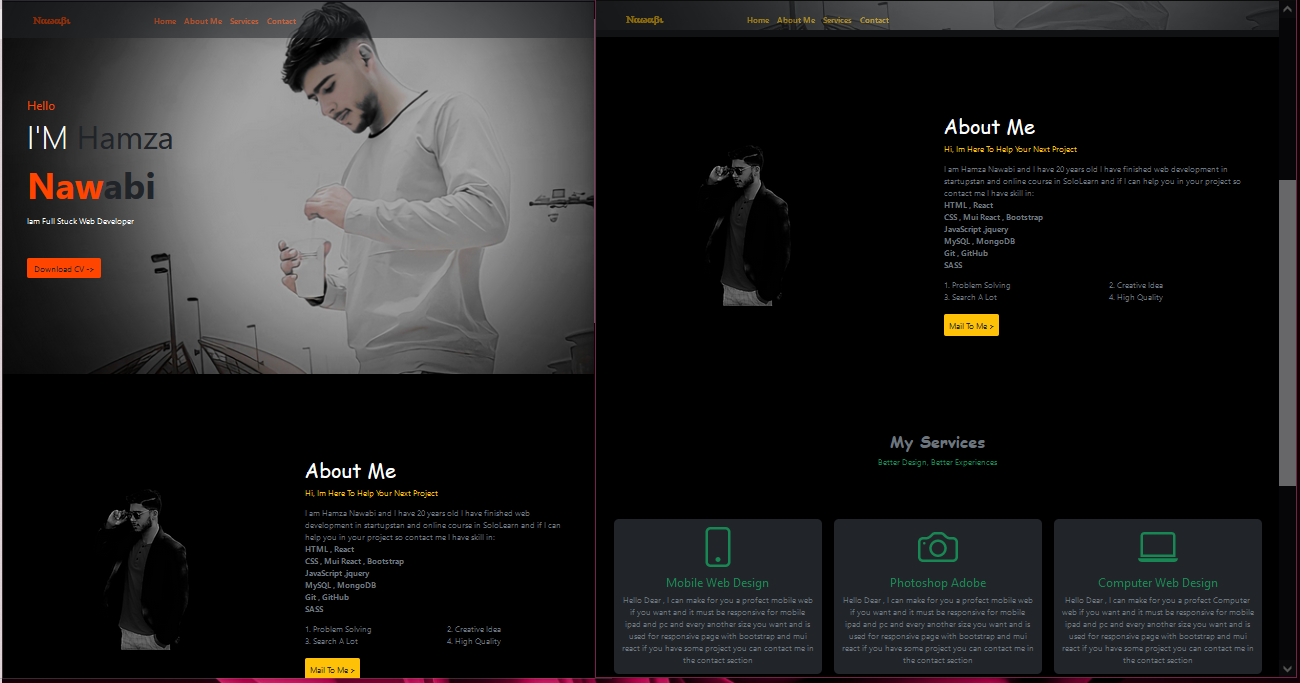 Nawabi
Home About Me Services Contact
Hello
I'M Hamza
Nawabi
Iam Full Stuck Web Developer
Download CV ->
About Me
Hi, Im Here To Help Your Next Project
I am Hamza Nawabi and I have 20 years old I have finished web
development in startupstan and online course in SoloLearn and if I can
help you in your project so contact me I have skill in:
HTML , React
CSS , Mui React , Bootstrap
JavaScript ,jquery
MySQL , MongoDB
Git , GitHub
SASS
1. Problem Solving 2. Creative Idea
3. Search A Lot 4. High Quality
Mail To Me >
Nawabi
Home About Me Services Contact
About Me
Hi, Im Here To Help Your Next Project
I am Hamza Nawabi and I have 20 years old I have finished web development in
startupstan and online course in SoloLearn and if I can help you in your project so
contact me I have skill in:
HTML , React
CSS , Mui React , Bootstrap
JavaScript ,jquery
MySQL , MongoDB
Git , GitHub
SASS
1. Problem Solving 2. Creative Idea
3. Search A Lot 4. High Quality
Mail To Me >
My Services
Better Design, Better Experiences
Mobile Web Design
Hello Dear , I can make for you a profect mobile web
if you want and it must be responsive for mobile
ipad and pc and every another size you want and is
used for responsive page with bootstrap and mui
react if you have some project you can contact me in
the contact section
Photoshop Adobe
Hello Dear , I can make for you a profect mobile web
if you want and it must be responsive for mobile
ipad and pc and every another size you want and is
used for responsive page with bootstrap and mui
react if you have some project you can contact me in
the contact section
Computer Web Design
Hello Dear , I can make for you a profect Computer
web if you want and it must be responsive for mobile
ipad and pc and every another size you want and is
used for responsive page with bootstrap and mui
react if you have some project you can contact me in
the contact section